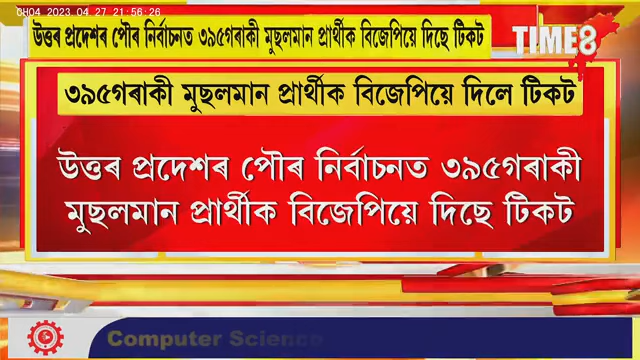 CH04 2023.04.27 21:56:26
উত্তৰ প্ৰদেশৰ পৌৰ নিৰ্বাচনত ৩৯৫গৰাকী মুছলমান প্ৰাৰ্থীক বিজেপিয়ে দিছে টিকট
TIME8
৩৯৫গৰাকী মুছলমান প্ৰাৰ্থীক বিজেপিয়ে দিলে টিকট
উত্তৰ প্ৰদেশৰ পৌৰ নিৰ্বাচনত ৩৯৫গৰাকী
মুছলমান প্ৰাৰ্থীক বিজেপিয়ে দিছে টিকট
Computer Science